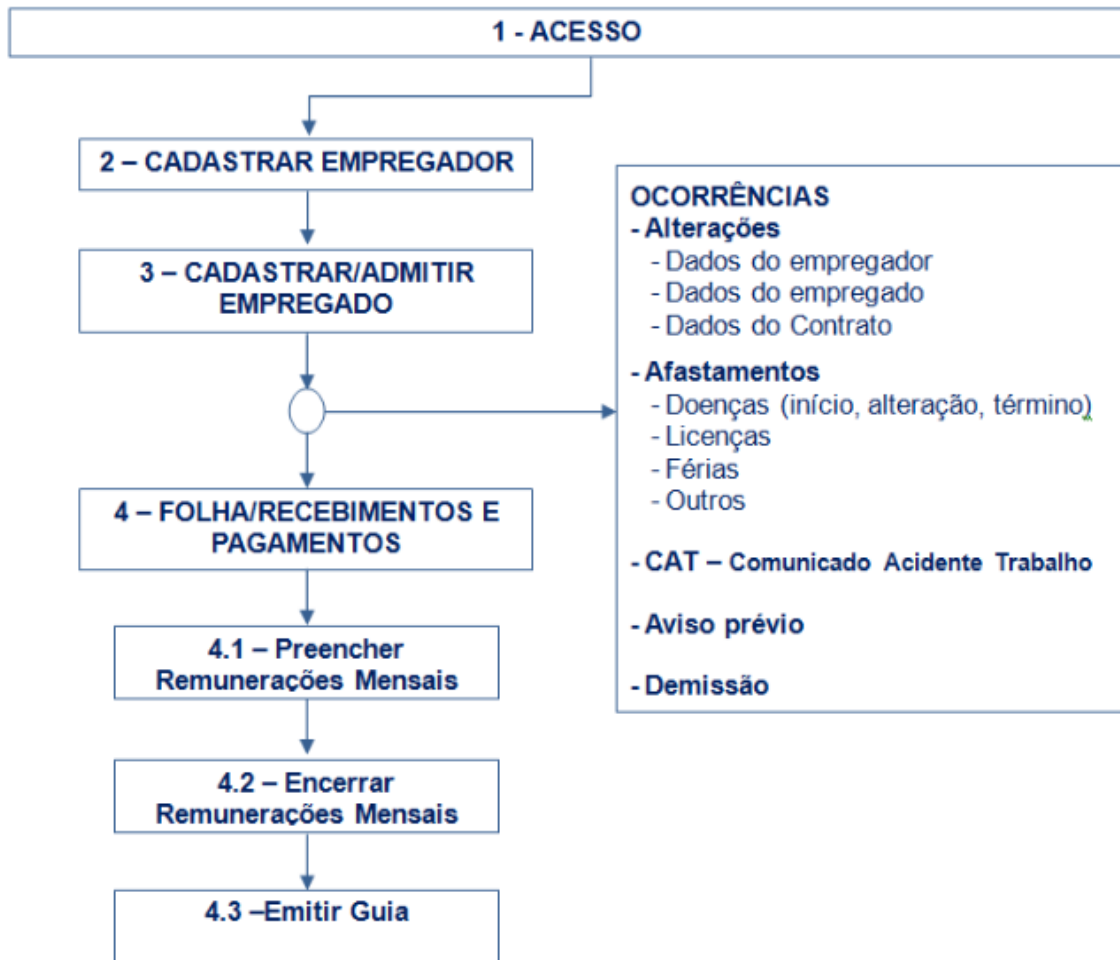 1 - ACESSO
2 – CADASTRAR EMPREGADOR
3 – CADASTRAR/ADMITIR
EMPREGADO
OCORRÊNCIAS
- Alterações
- Dados do empregador
- Dados do empregado
- Dados do Contrato
- Afastamentos
- Doenças (início, alteração, término)
- Licenças
- Férias
- Outros
- CAT – Comunicado Acidente Trabalho
- Aviso prévio
- Demissão
4 – FOLHA/RECEBIMENTOS E
PAGAMENTOS
4.1 – Preencher
Remunerações Mensais
4.2 – Encerrar
Remunerações Mensais
4.3 –Emitir Guia